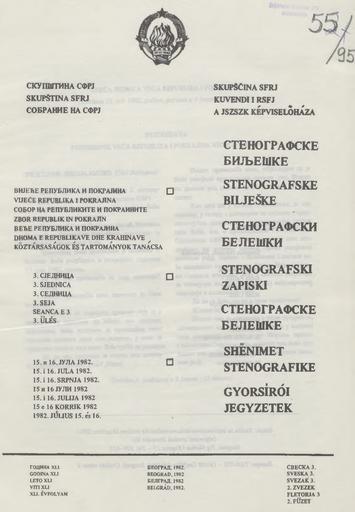 55/95
СКУПШТИНА СФРЈ
SKUPŠTINA SFRJ
СОБРАНИЕ НА СФРЈ
SKUPŠČINA SFRJ
KUVENDI I RSFJ
A JSZSZK KÉPVISELŐHÁZA
СТЕНОГРАФСКЕ
БИЉЕШКЕ
ВИЈЕЋЕ РЕПУБЛИКА И ПОКРАЈИНА
VIJEĆE REPUBLIKA I POKRAJINA
СОБОР НА РЕПУБЛИКИТЕ И ПОКРАИНИТЕ
ZBOR REPUBLIK IN POKRAJIN
ВЕЋЕ РЕПУБЛИКА И ПОКРАЈИНА
DHOMA E REPUBLIKAVE DHE KRAHINAVE
KÖZTÁRSASÁGOK ÉS TARTOMÁNYOK TANÁCSA
STENOGRAFSKE
BILJEŠKE
СТЕНОГРАФСКИ
БЕЛЕШКИ
3. СЈЕДНИЦА
3. SJEDNICA
3. СЕДНИЦА
3. SEJA
SEANCA E 3
3. ÜLÉS
STENOGRAFSKI
ZAPISKI
СТЕНОГРАФСКЕ
БЕЛЕШКЕ
15. и 16. ЈУЛА 1982.
15. i 16. JULA 1982.
15. i 16. SRPNJA 1982.
15 и 16 ЈУЛИ 1982.
15. i 16. JULIJA 1982
15 e 16 KORRIK 1982
1982. JÚLIUS 15. és 16.
SHËNIMET
STENOGRAFIKE
GYORSÍRÓI
JEGYZETEK
ГОДИНА XLI
GODINA XLI
LETO XLI
VITI XLI
XLI. ÉVFOLYAM
БЕОГРАД, 1982.
BEOGRAD, 1982
БЕЛГРАД, 1982
BELGRÁD, 1982.
СВЕСКА 3.
SVESKA 3.
SVEZAK 3.
2. ZVEZEK
FLETORJA 3
2. FÜZET